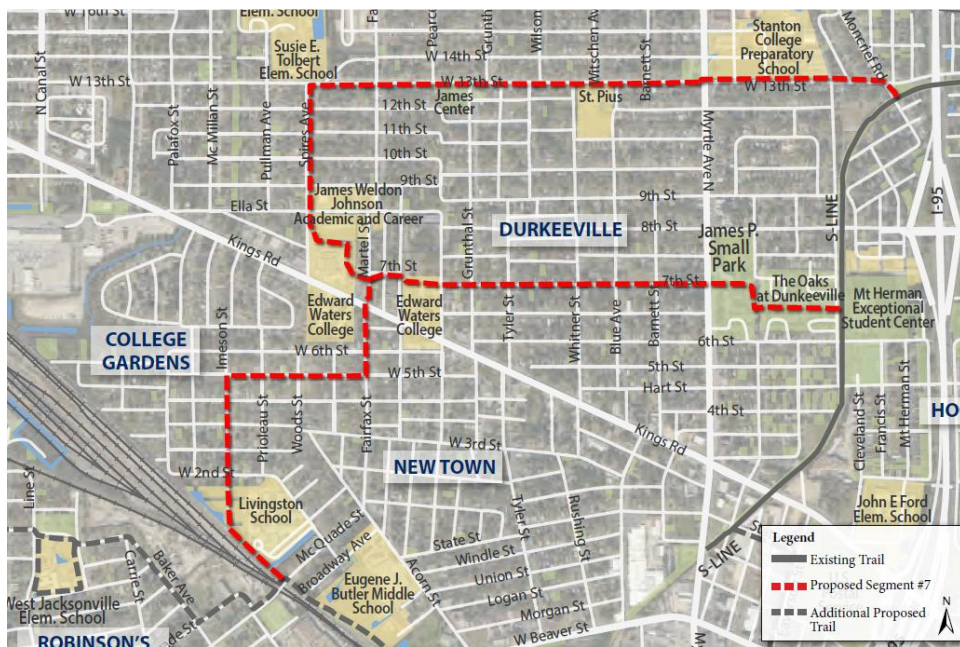 W 16th St
Elem. School
Pearce
Grunt
Wilson
Witschen Av
Barnett St
N Canal St
Susie E.
Tolbert
Elem. School
W 14th St
Stanton
College
Preparatory
School
Moncrief Rd
W 13th St
W 13th St
W 13th St
Palafox St
Mc Millan St
Pullman Ave
Spires Ave
12th St
James
Center
St. Pius
11th St
10th St
9th St
Myrtle Ave N
I-95
James Weldon
Johnson
Academic and Career
Ella St
9th St
8th St
DURKEEVILLE
S-LINE
Kings Rd
Martel St
Grunthal St
James P.
Small
Park
7th St
7th St
The Oaks
at Dunkeeville
Mt Herman
Exceptional
Student Center
Edward
Waters
College
Edward
Waters
College
Tyler St
Whitner St
Blue Ave
Barnett St
6th St
COLLEGE
GARDENS
Imeson St
W 6th St
W 5th St
5th St
Hart St
4th St
Prioleau St
Woods St
Fairfax St
Kings Rd
Cleveland St
Francis St
Mt Herman St
HO
W 3rd St
NEW TOWN
W 2nd St
Line St
Livingston
School
Tyler St
Rushing St
John E Ford
Elem. School
McQuade St
Broadway Ave
State St
Windle St
Union St
Logan St
Morgan St
W Beaver St
Acorn St
S-LINE
Carrie St
Baker Ave
Eugene J.
Butler Middle
School
West Jacksonville
Elem. School
ade St
ROBINSON'S
Legend
Existing Trail
Proposed Segment #7
Additional Proposed
Trail
N